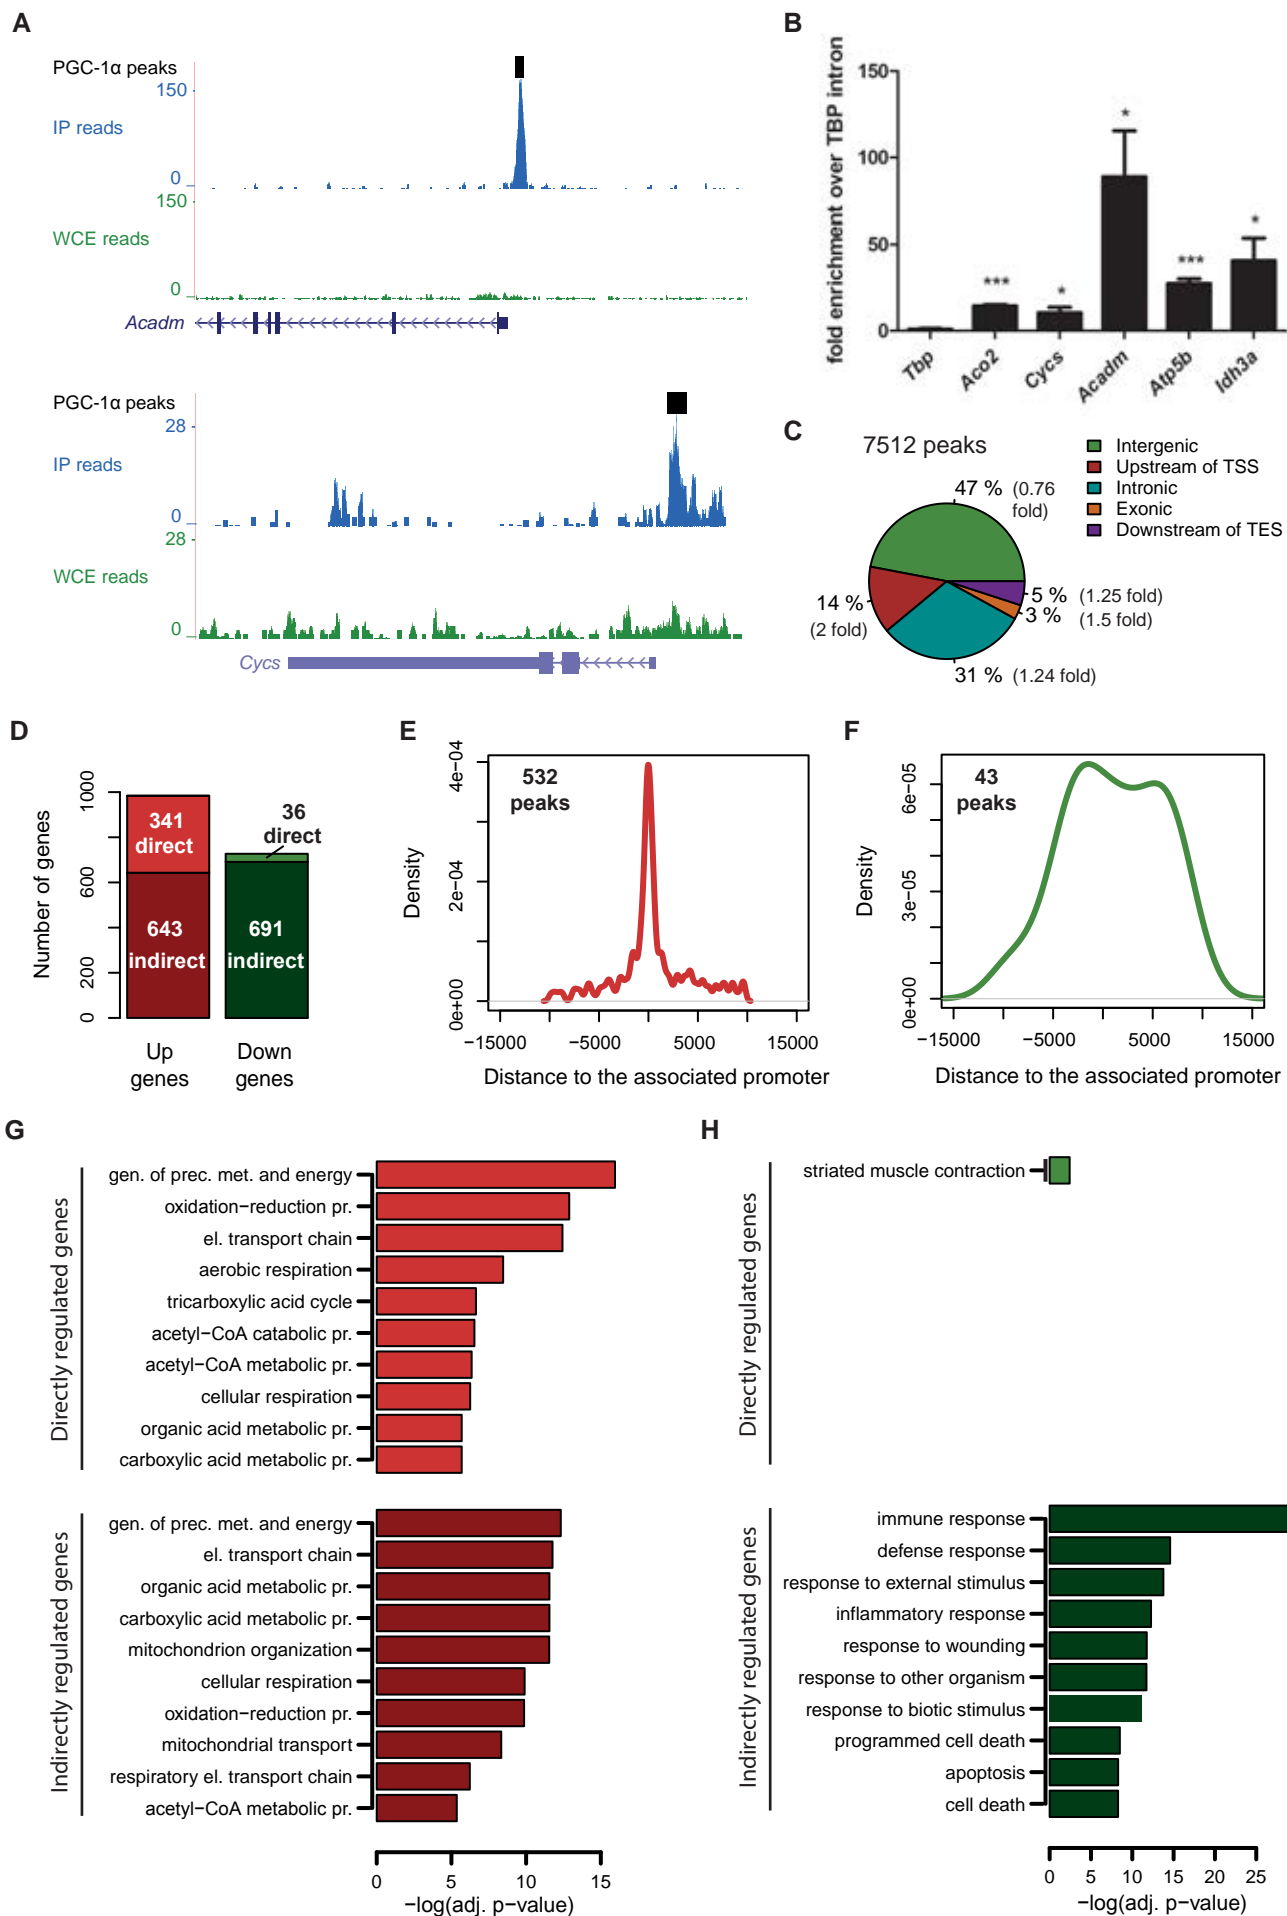 A
PGC-1α peaks
150
IP reads
0
150
WCE reads
0
Acadm
PGC-1α peaks
28
IP reads
0
28
WCE reads
0
Cycs
B
fold enrichment over TBP intron
150
100
50
0
*
***
*
*
***
*
Tbp
Aco2
Cycs
Acadm
Atp5b
Idh3a
C
7512 peaks
Intergenic
Upstream of TSS
Intronic
Exonic
Downstream of TES
47 % (0.76
fold)
14 %
(2 fold)
5 % (1.25 fold)
3 % (1.5 fold)
31 % (1.24 fold)
D
Number of genes
1000
600
200
0
341
direct
643
indirect
36
direct
691
indirect
Up
genes
Down
genes
E
532
peaks
Density
4e−04
2e−04
0e+00
−15000
−5000
5000
15000
Distance to the associated promoter
F
43
peaks
Density
6e−05
3e−05
0e+00
−15000
−5000
5000
15000
Distance to the associated promoter
G
Directly regulated genes
gen. of prec. met. and energy
oxidation−reduction pr.
el. transport chain
aerobic respiration
tricarboxylic acid cycle
acetyl−CoA catabolic pr.
acetyl−CoA metabolic pr.
cellular respiration
organic acid metabolic pr.
carboxylic acid metabolic pr.
Indirectly regulated genes
gen. of prec. met. and energy
el. transport chain
organic acid metabolic pr.
carboxylic acid metabolic pr.
mitochondrion organization
cellular respiration
oxidation−reduction pr.
mitochondrial transport
respiratory el. transport chain
acetyl−CoA metabolic pr.
0
5
10
15
−log(adj. p−value)
H
Directly regulated genes
striated muscle contraction
Indirectly regulated genes
immune response
defense response
response to external stimulus
inflammatory response
response to wounding
response to other organism
response to biotic stimulus
programmed cell death
apoptosis
cell death
0
5
10
15
20
25
−log(adj. p−value)